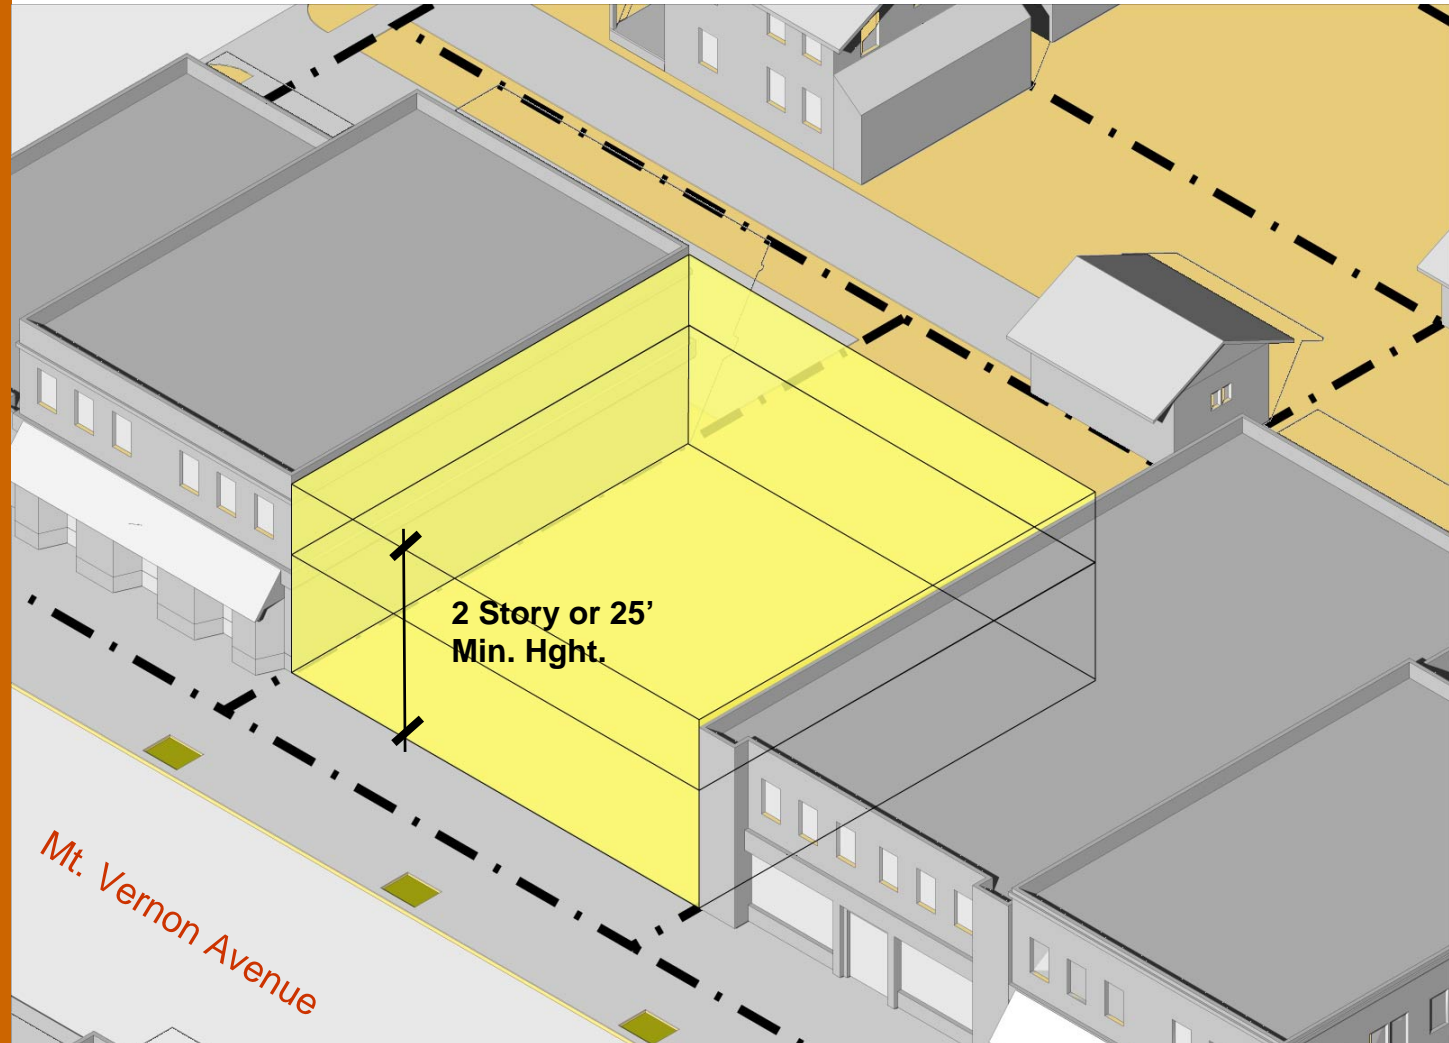 2 Story or 25’
Min. Hght.
Mt. Vernon Avenue